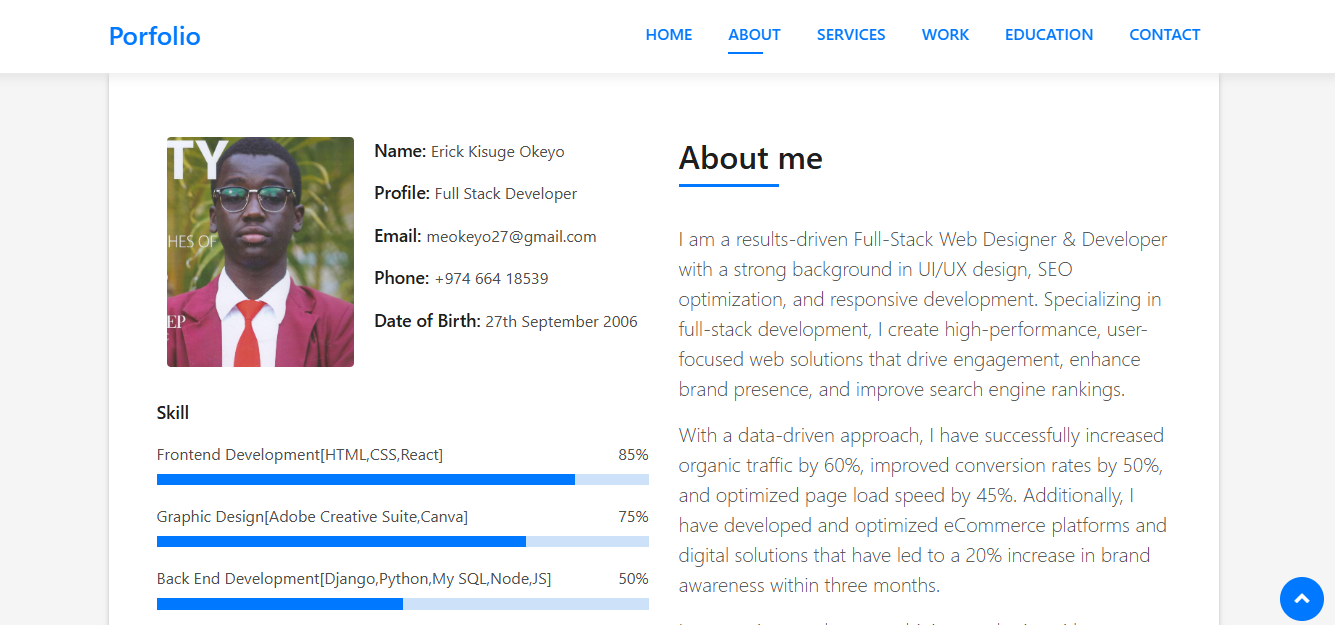 Porfolio
HOME ABOUT SERVICES WORK EDUCATION CONTACT
TY
HES OF
EP
Name: Erick Kisuge Okeyo
Profile: Full Stack Developer
Email: meokeyo27@gmail.com
Phone: +974 664 18539
Date of Birth: 27th September 2006
Skill
Frontend Development[HTML,CSS,React] 85%
Graphic Design[Adobe Creative Suite,Canva] 75%
Back End Development[Django,Python,My SQL,Node,JS] 50%
About me
I am a results-driven Full-Stack Web Designer & Developer
with a strong background in UI/UX design, SEO
optimization, and responsive development. Specializing in
full-stack development, I create high-performance, user-
focused web solutions that drive engagement, enhance
brand presence, and improve search engine rankings.
With a data-driven approach, I have successfully increased
organic traffic by 60%, improved conversion rates by 50%,
and optimized page load speed by 45%. Additionally, I
have developed and optimized eCommerce platforms and
digital solutions that have led to a 20% increase in brand
awareness within three months.